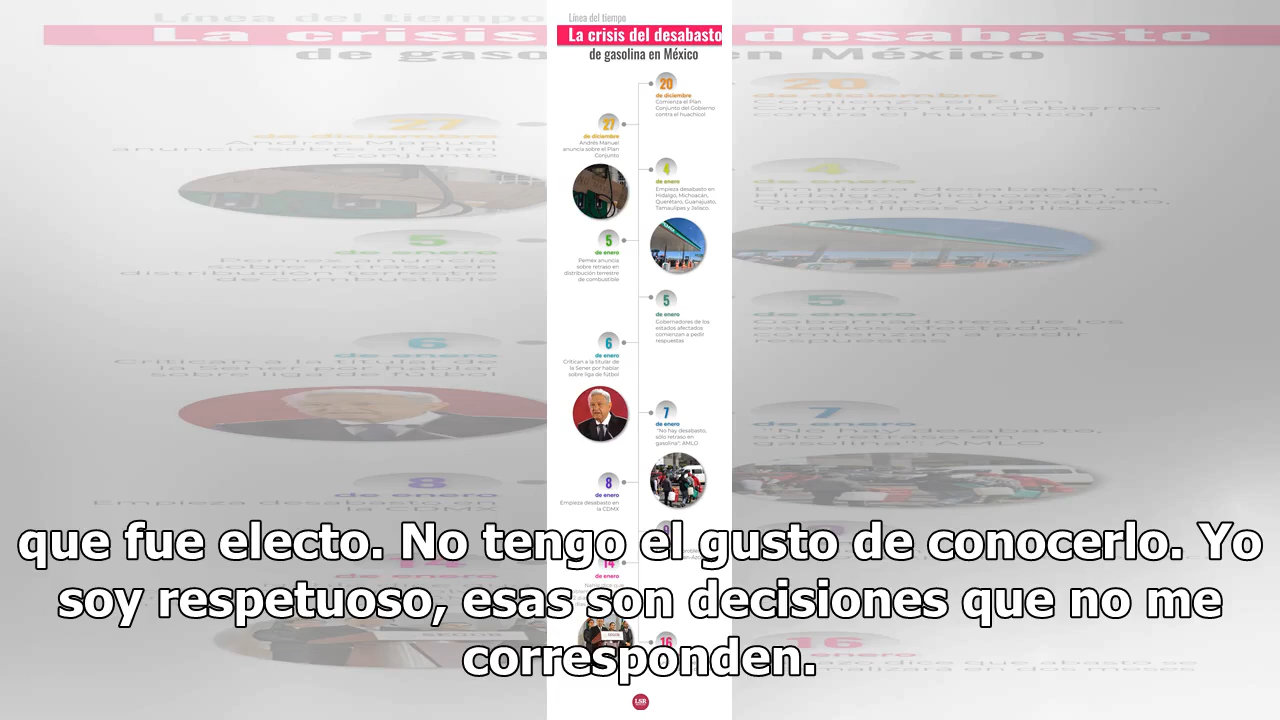 Línea del tiempo
La crisis del desabasto
de gasolina en México
20
de diciembre
Comienza el Plan
Conjunto del Gobierno
contra el huachicol
27
de diciembre
Andrés Manuel
anuncia sobre el Plan
Conjunto
4
de enero
Empieza desabasto en
Hidalgo, Michoacán,
Querétaro, Guanajuato,
Tamaulipas y Jalisco.
5
de enero
Pemex anuncia
sobre retraso en
distribución terrestre
de combustible
5
de enero
Gobernadores de los
estados afectados
comienzan a pedir
respuestas
6
de enero
Critican a la titular de
la Sener por hablar
sobre liga de fútbol
7
de enero
"No hay desabasto,
sólo retraso en
gasolina": AMLO
8
de enero
Empieza desabasto en
la CDMX
14
de enero
16
que fue electo. No tengo el gusto de conocerlo. Yo
soy respetuoso, esas son decisiones que no me
corresponden.
LSR